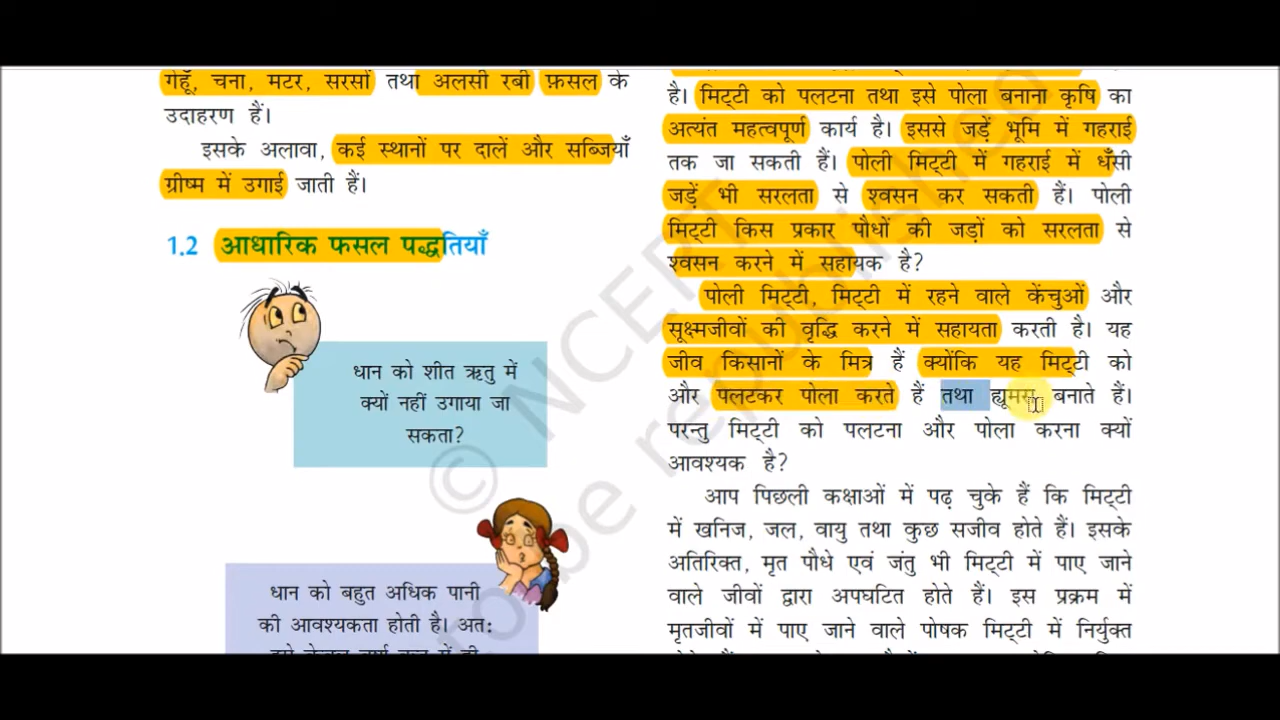 गेहूँ, चना, मटर, सरसों तथा अलसी रबी फ़सल के
उदाहरण हैं।
इसके अलावा, कई स्थानों पर दालें और सब्जियाँ
ग्रीष्म में उगाई जाती हैं।
1.2 आधारिक फसल पद्धतियाँ
धान को शीत ऋतु में
क्यों नहीं उगाया जा
सकता?
धान को बहुत अधिक पानी
की आवश्यकता होती है। अतः
है। मिट्टी को पलटना तथा इसे पोला बनाना कृषि का
अत्यंत महत्वपूर्ण कार्य है। इससे जड़ें भूमि में गहराई
तक जा सकती हैं। पोली मिट्टी में गहराई में धँसी
जड़ें भी सरलता से श्वसन कर सकती हैं। पोली
मिट्टी किस प्रकार पौधों की जड़ों को सरलता से
श्वसन करने में सहायक है?
पोली मिट्टी, मिट्टी में रहने वाले केंचुओं और
सूक्ष्मजीवों की वृद्धि करने में सहायता करती है। यह
जीव किसानों के मित्र हैं क्योंकि यह मिट्टी को
और पलटकर पोला करते हैं तथा ह्यूमस बनाते हैं।
परन्तु मिट्टी को पलटना और पोला करना क्यों
आवश्यक है?
आप पिछली कक्षाओं में पढ़ चुके हैं कि मिट्टी
में खनिज, जल, वायु तथा कुछ सजीव होते हैं। इसके
अतिरिक्त, मृत पौधे एवं जंतु भी मिट्टी में पाए जाने
वाले जीवों द्वारा अपघटित होते हैं। इस प्रक्रम में
मृतजीवों में पाए जाने वाले पोषक मिट्टी में निर्युक्त
© NCERT
to be republished